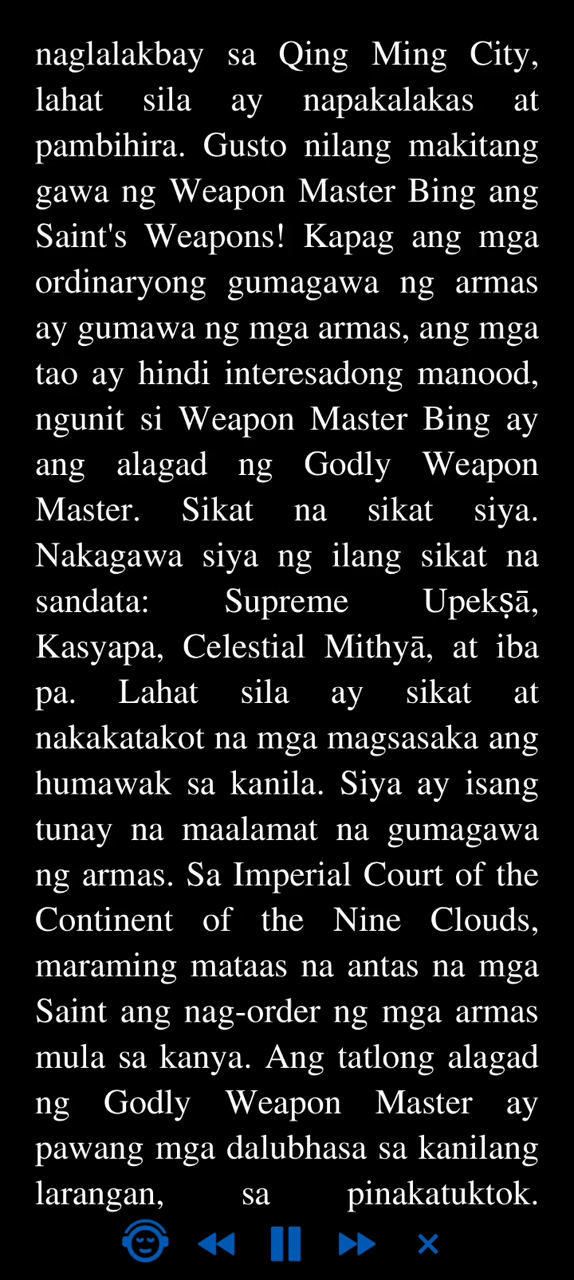 naglalakbay sa Qing Ming City,
lahat sila ay napakalakas at
pambihira. Gusto nilang makitang
gawa ng Weapon Master Bing ang
Saint's Weapons! Kapag ang mga
ordinaryong gumagawa ng armas
ay gumawa ng mga armas, ang mga
tao ay hindi interesadong manood,
ngunit si Weapon Master Bing ay
ang alagad ng Godly Weapon
Master. Sikat na sikat siya.
Nakagawa siya ng ilang sikat na
sandata: Supreme Upekṣā,
Kasyapa, Celestial Mithyā, at iba
pa. Lahat sila ay sikat at
nakakatakot na mga magsasaka ang
humawak sa kanila. Siya ay isang
tunay na maalamat na gumagawa
ng armas. Sa Imperial Court of the
Continent of the Nine Clouds,
maraming mataas na antas na mga
Saint ang nag-order ng mga armas
mula sa kanya. Ang tatlong alagad
ng Godly Weapon Master ay
pawang mga dalubhasa sa kanilang
larangan, sa pinakatuktok.